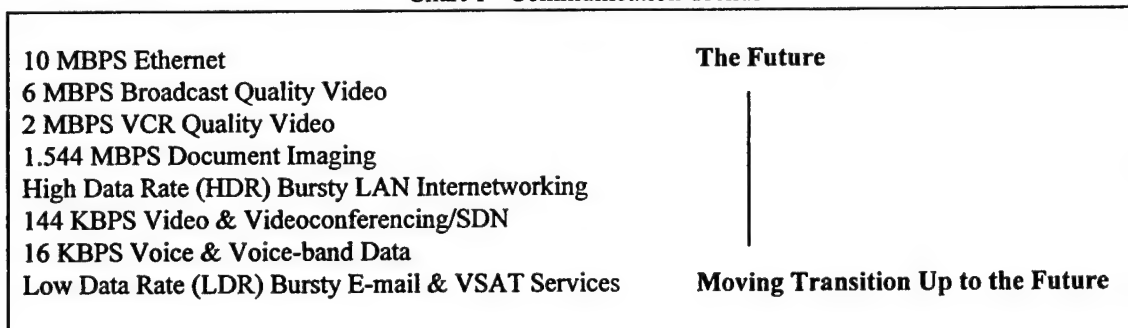 10 MBPS Ethernet The Future
6 MBPS Broadcast Quality Video
2 MBPS VCR Quality Video
1.544 MBPS Document Imaging
High Data Rate (HDR) Bursty LAN Internetworking
144 KBPS Video & Videoconferencing/SDN
16 KBPS Voice & Voice-band Data
Low Data Rate (LDR) Bursty E-mail & VSAT Services Moving Transition Up to the Future